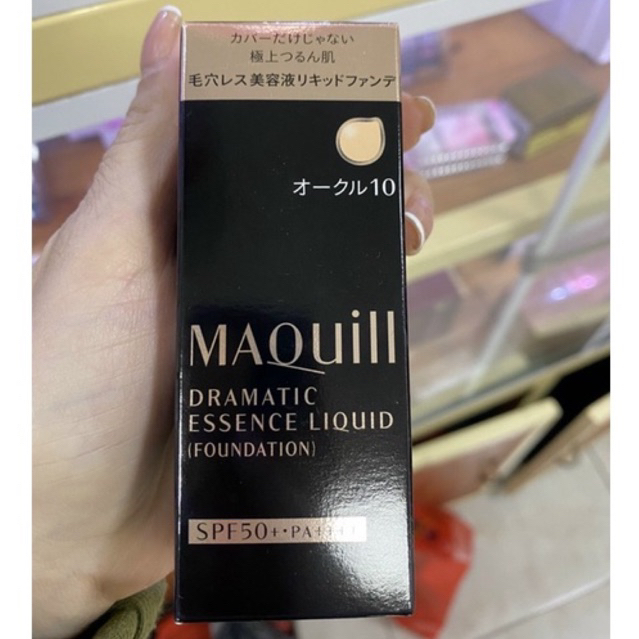 カバーだけじゃない
極上つるん肌
毛穴レス美容液リキッドファンデ
オークル10
MAQuill
DRAMATIC
ESSENCE LIQUID
(FOUNDATION)
SPF50+・PA++++